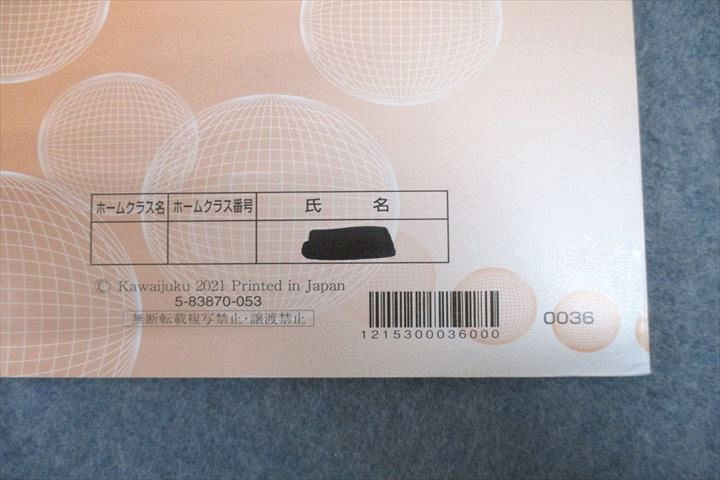 ホームクラス名 ホームクラス番号 氏 名
© Kawaijuku 2021 Printed in Japan
5-83870-053
無断転載複写禁止・譲渡禁止
1215300036000
0036